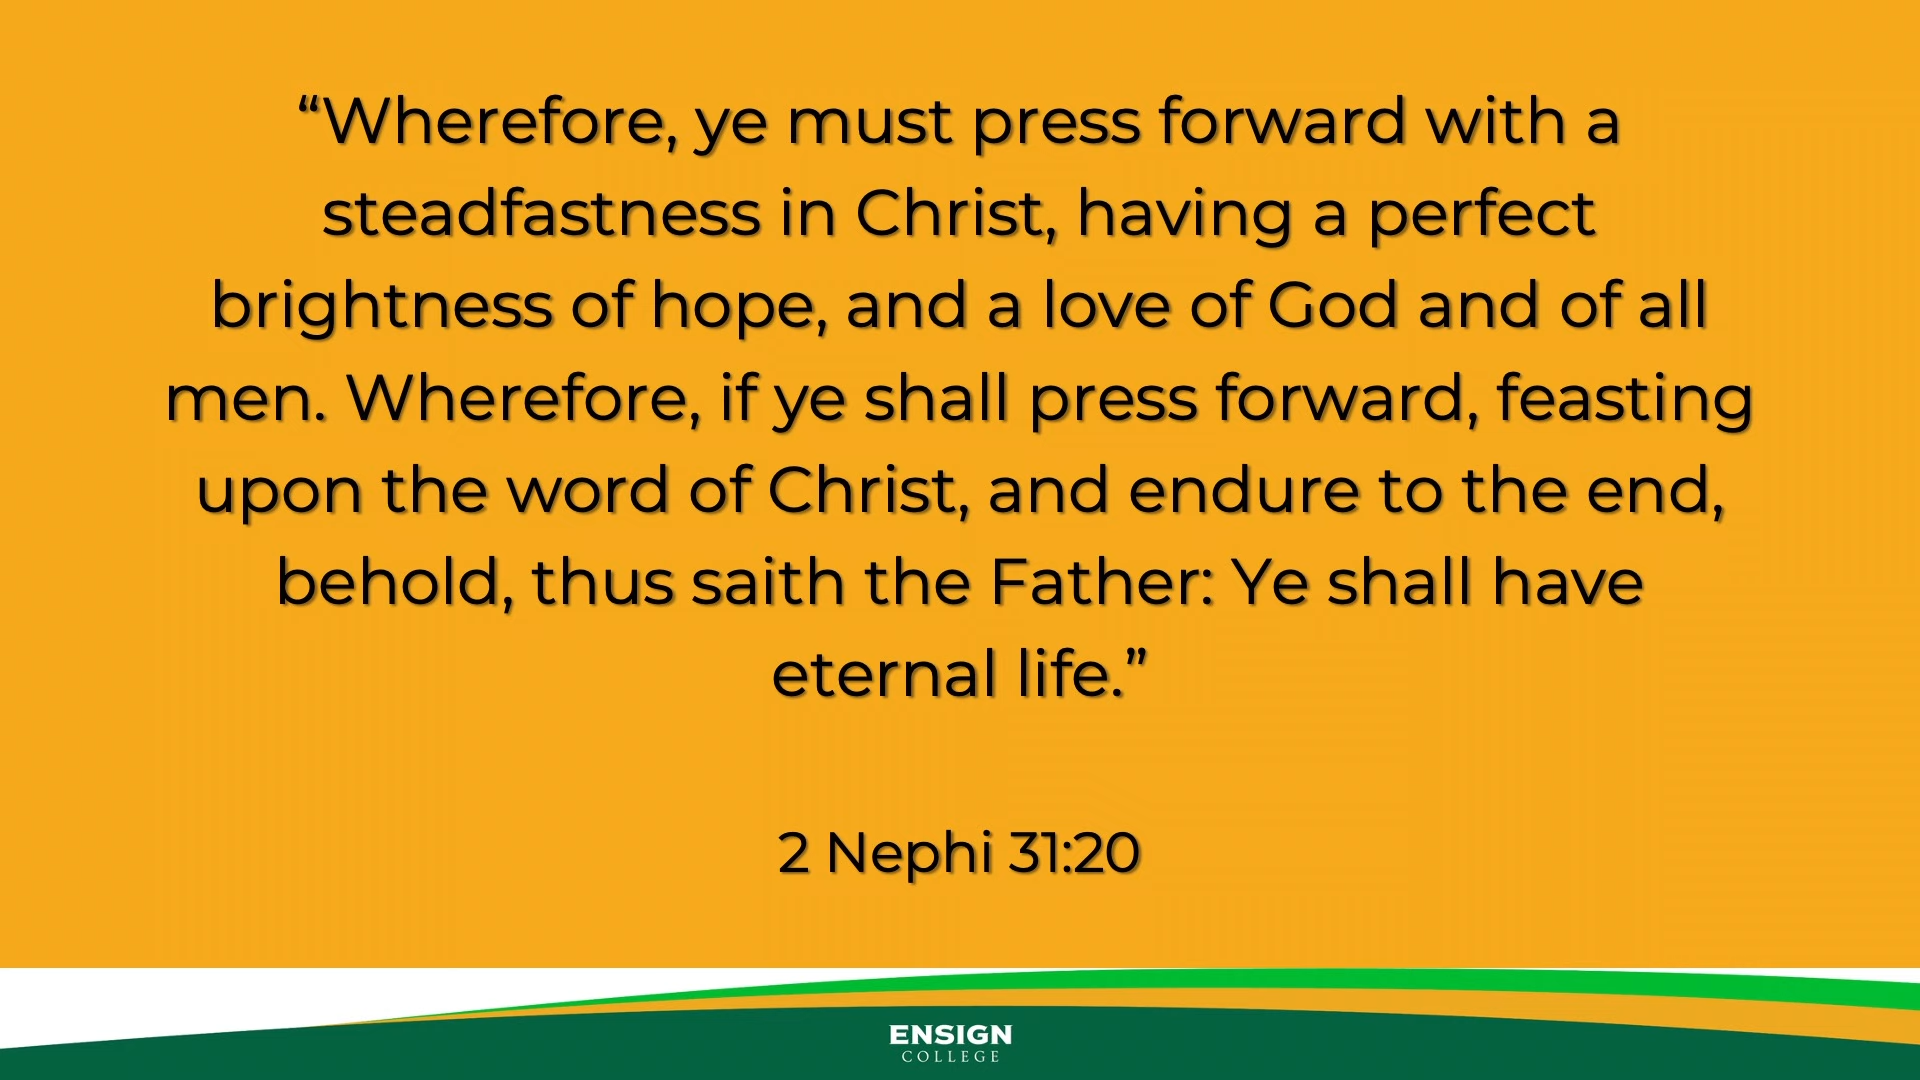 “Wherefore, ye must press forward with a
steadfastness in Christ, having a perfect
brightness of hope, and a love of God and of all
men. Wherefore, if ye shall press forward, feasting
upon the word of Christ, and endure to the end,
behold, thus saith the Father: Ye shall have
eternal life.”
2 Nephi 31:20
ENSIGN
COLLEGE